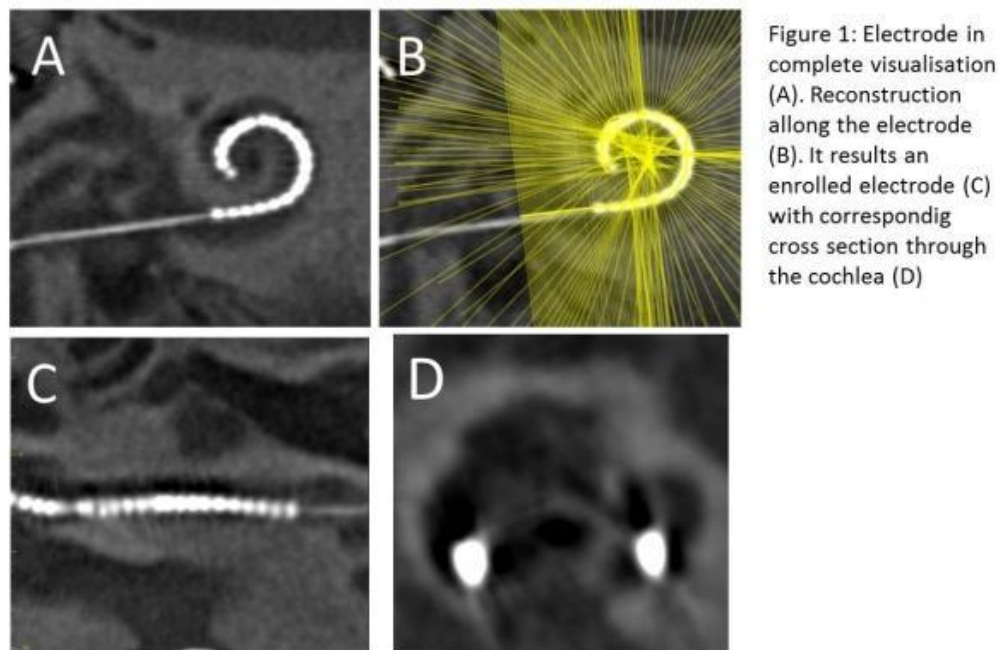 A
B
Figure 1: Electrode in
complete visualisation
(A). Reconstruction
allong the electrode
(B). It results an
enrolled electrode (C)
with correspondig
cross section through
the cochlea (D)
C
D